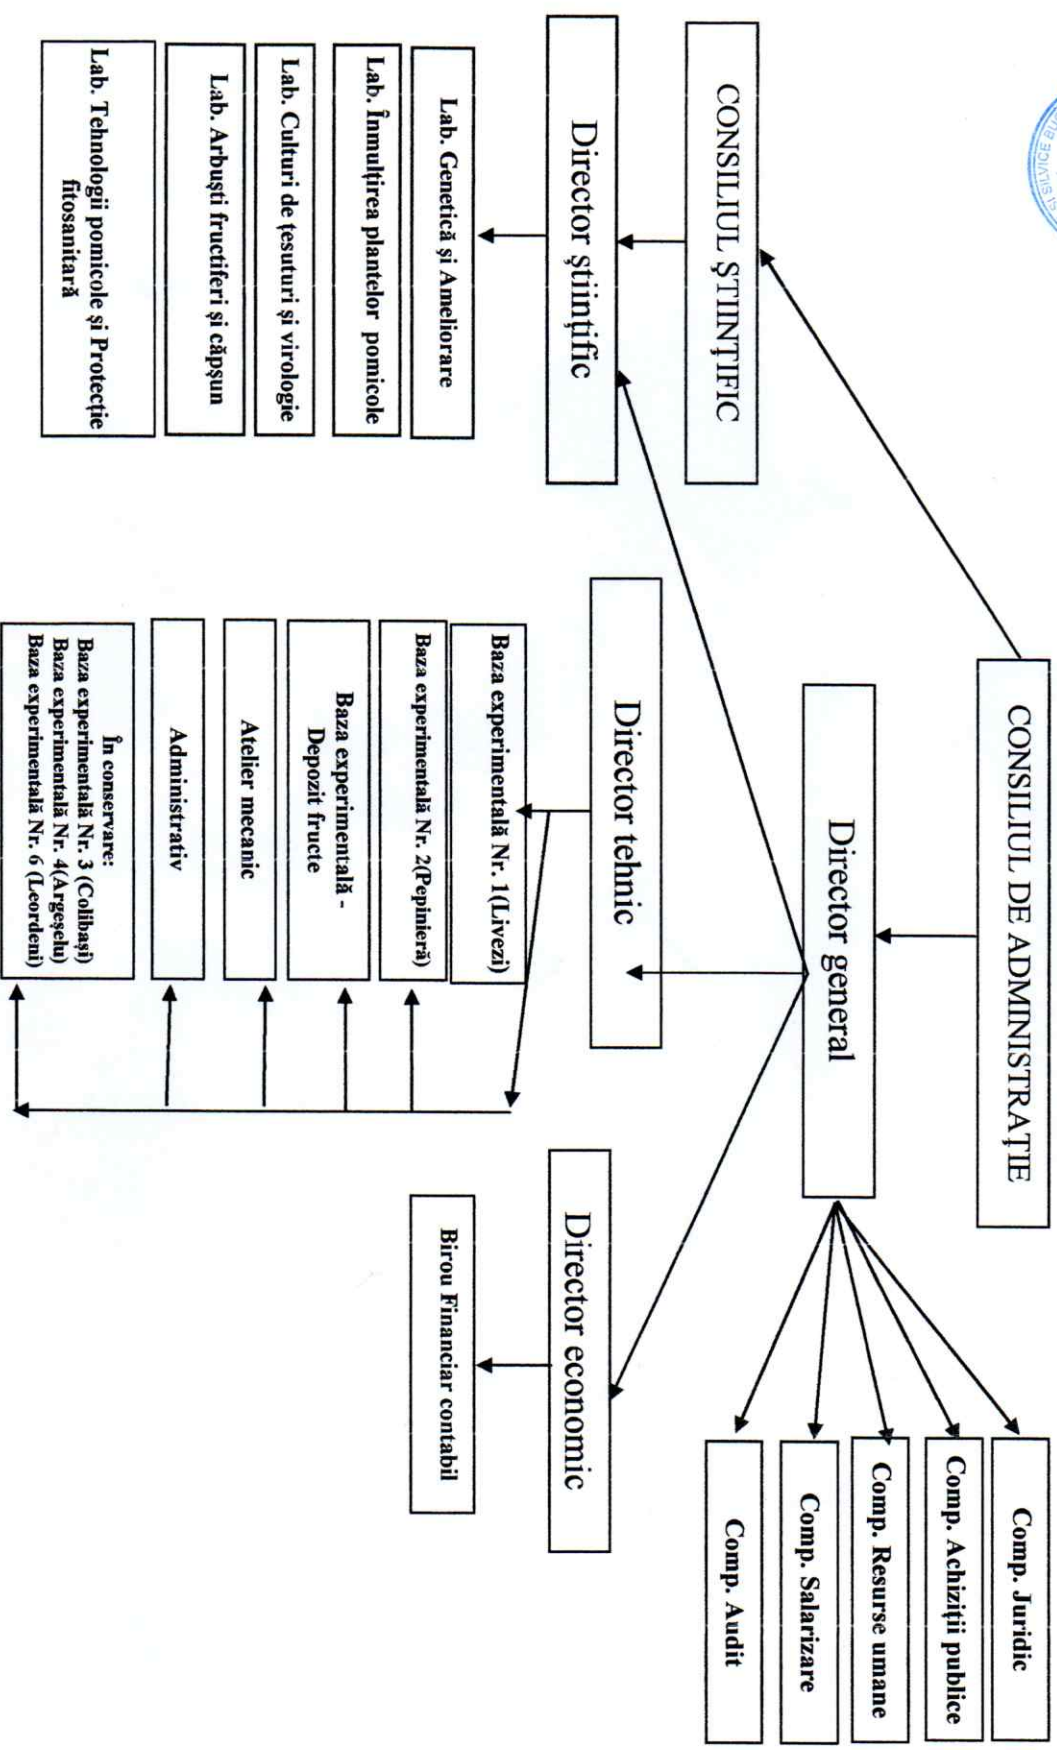 CONSILIUL DE ADMINISTRAȚIE
Director general
Comp. Juridic
Comp. Achiziții publice
Comp. Resurse umane
Comp. Salarizare
Comp. Audit
CONSILIUL ŞTIINȚIFIC
Director științific
Lab. Genetică și Ameliorare
Lab. Înmulțirea plantelor pomicole
Lab. Culturi de țesuturi și virologie
Lab. Arbuști fructiferi și căpșun
Lab. Tehnologii pomicole și Protecție
fitosanitară
Director tehnic
Baza experimentală Nr. 1(Livezi)
Baza experimentală Nr. 2(Pepinieră)
Baza experimentală -
Depozit fructe
Atelier mecanic
Administrativ
În conservare:
Baza experimentală Nr. 3 (Colibași)
Baza experimentală Nr. 4(Argeșelu)
Baza experimentală Nr. 6 (Leordeni)
Director economic
Birou Financiar contabil
SI SILVICE